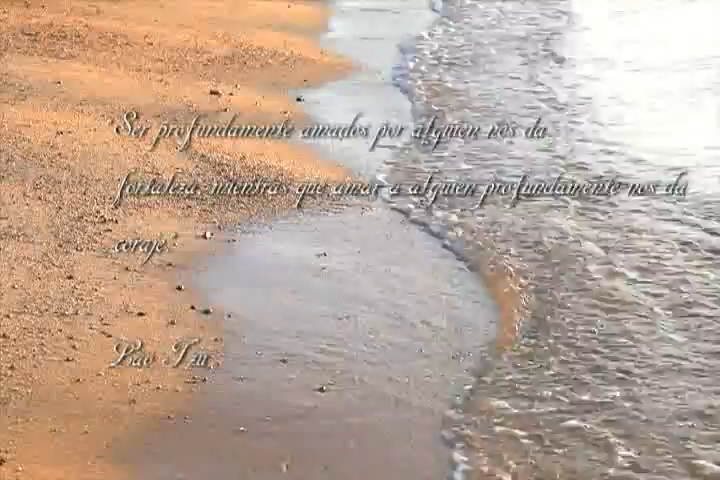 "Ser profundamente amados por alguien nos da
fortaleza, mientras que amar a alguien profundamente nos da
coraje"
Lao Tzu